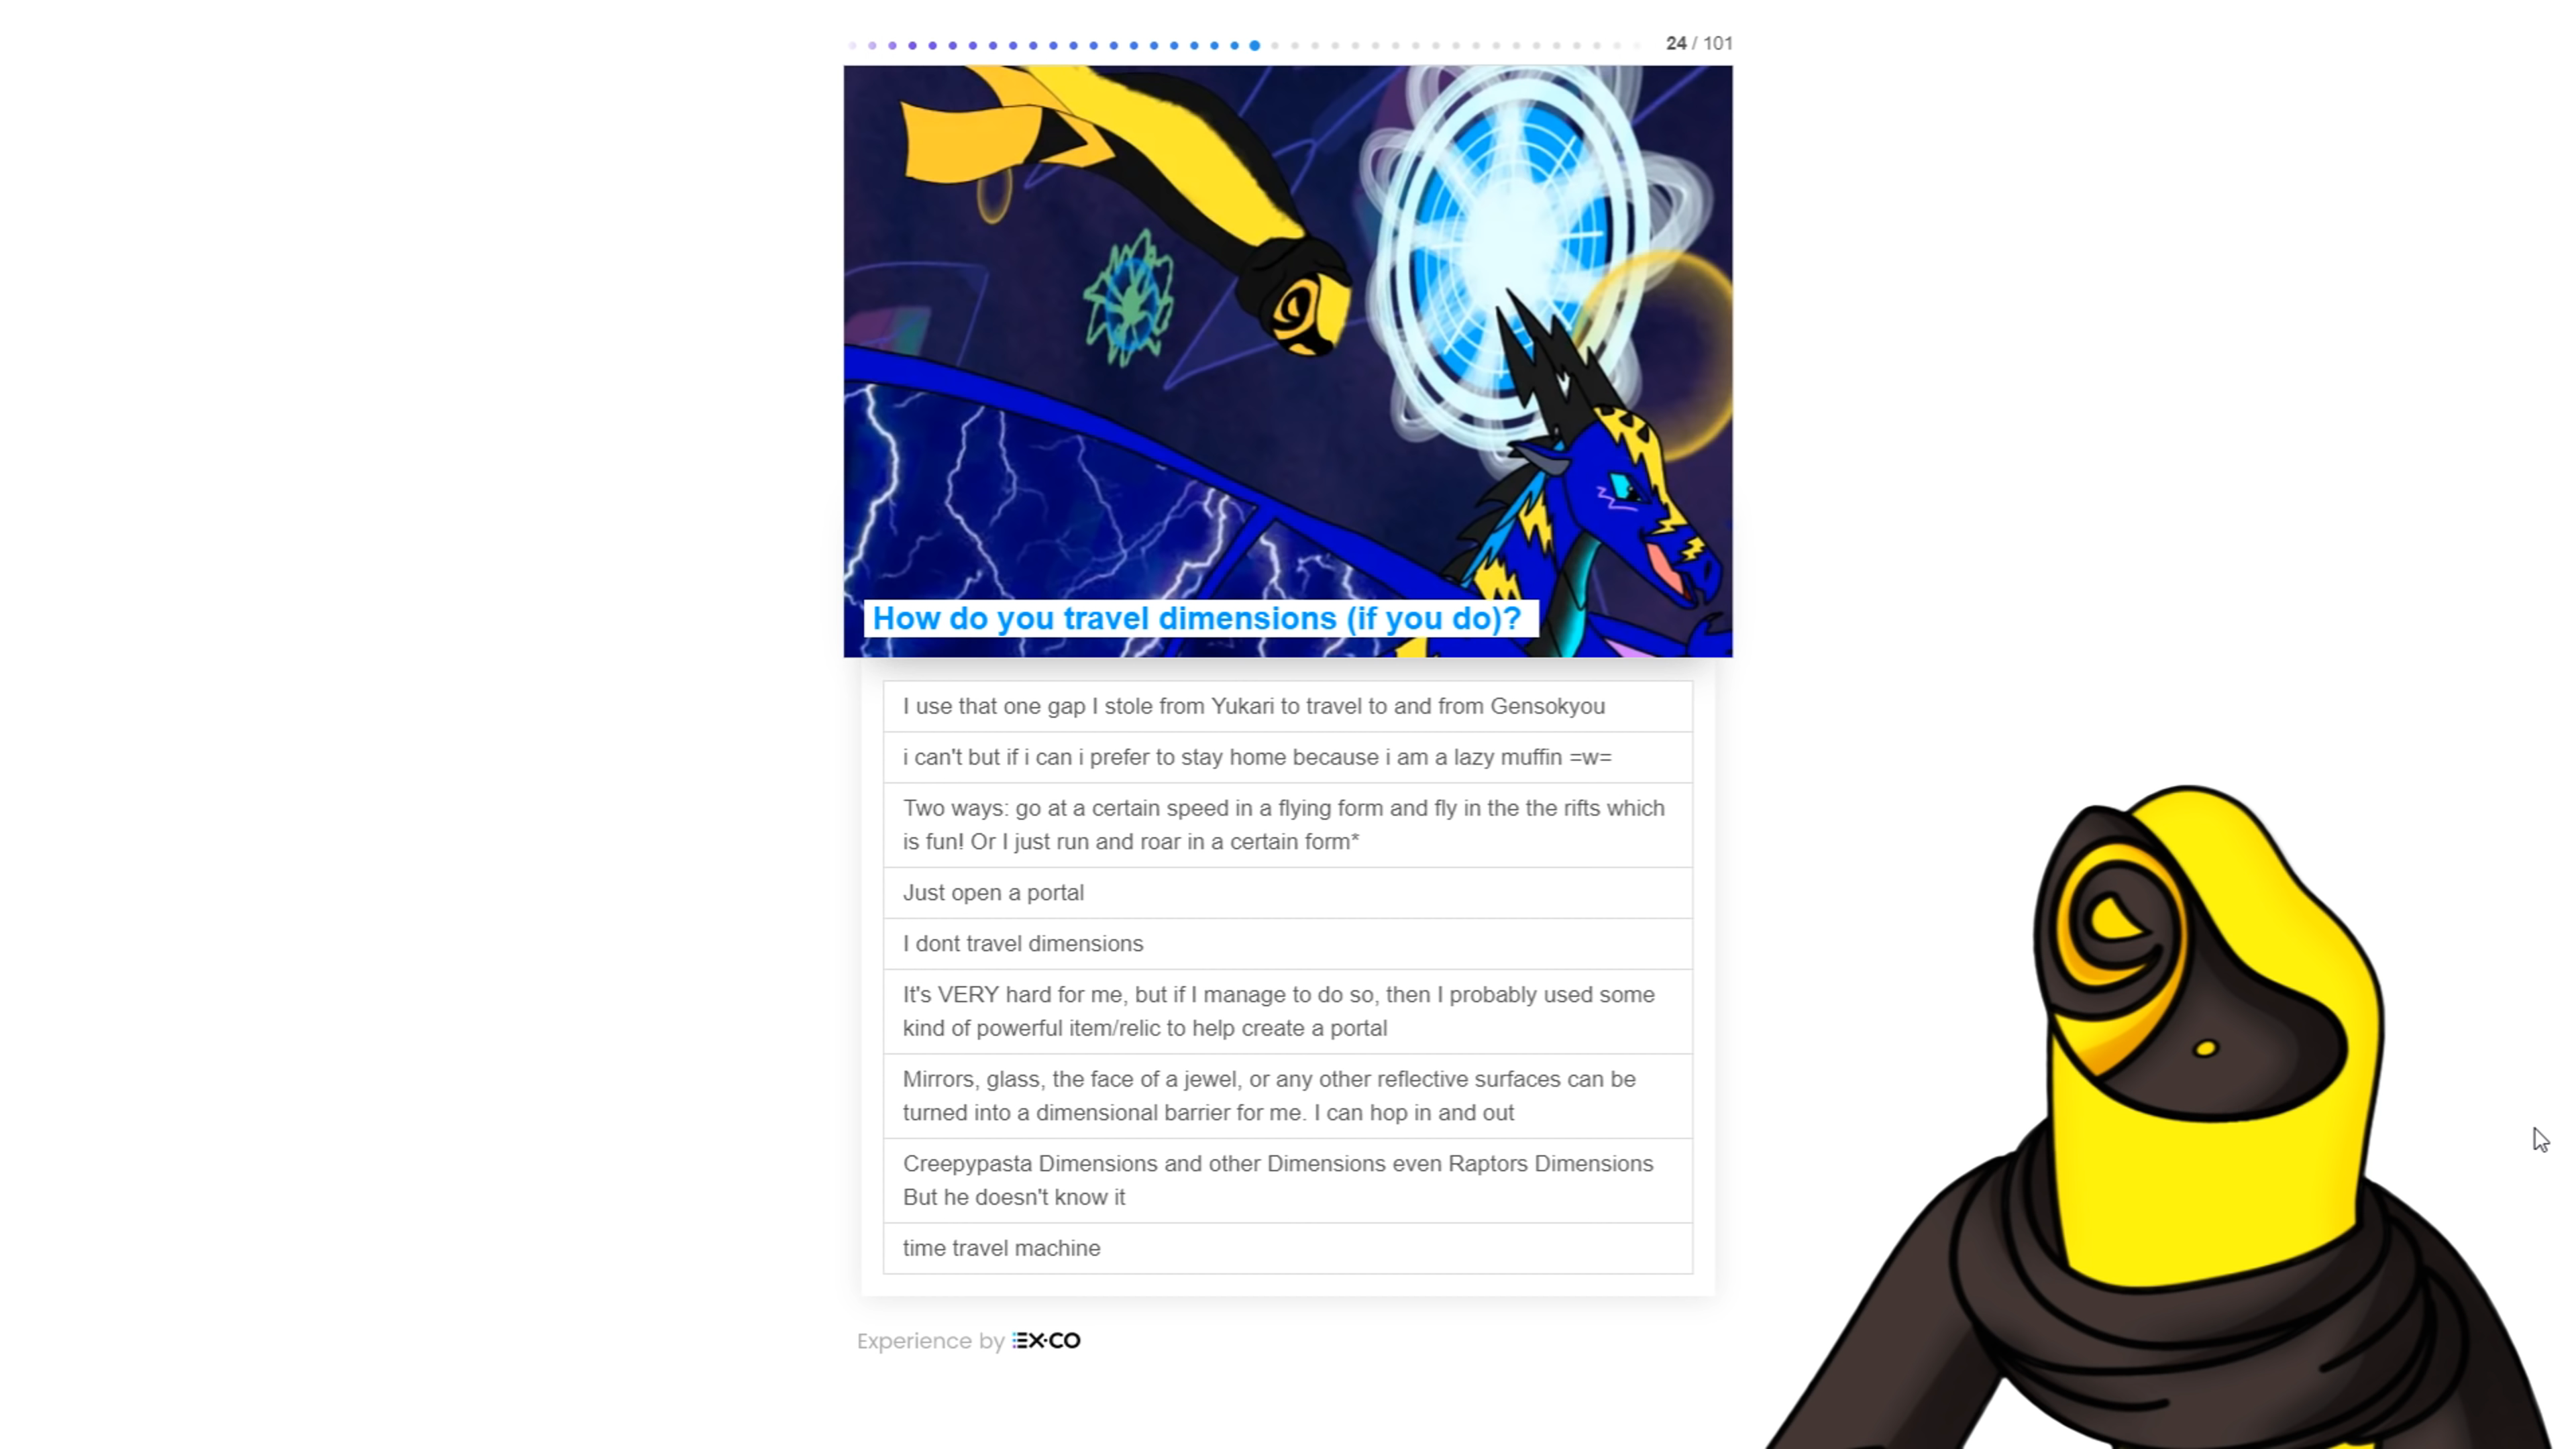 24 / 101
How do you travel dimensions (if you do)?
I use that one gap I stole from Yukari to travel to and from Gensokyou
i can't but if i can i prefer to stay home because i am a lazy muffin =w=
Two ways: go at a certain speed in a flying form and fly in the the rifts which
is fun! Or I just run and roar in a certain form*
Just open a portal
I dont travel dimensions
It's VERY hard for me, but if I manage to do so, then I probably used some
kind of powerful item/relic to help create a portal
Mirrors, glass, the face of a jewel, or any other reflective surfaces can be
turned into a dimensional barrier for me. I can hop in and out
Creepypasta Dimensions and other Dimensions even Raptors Dimensions
But he doesn't know it
time travel machine
Experience by EX·CO